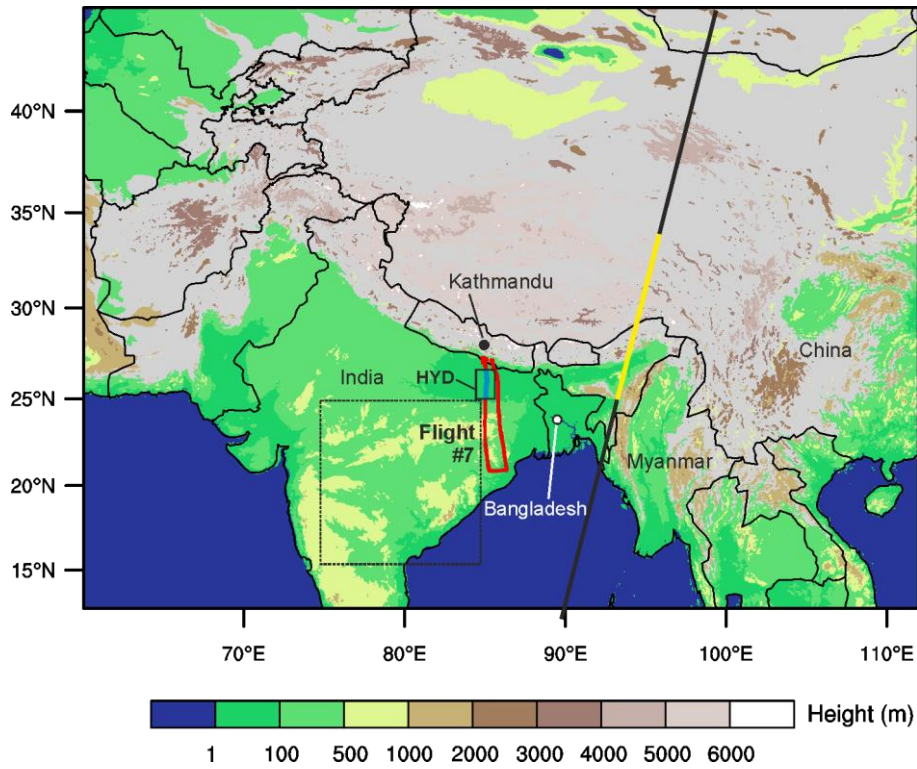 40°N
35°N
30°N
25°N
20°N
15°N
Kathmandu
China
India
HYD
Flight
#7
Myanmar
Bangladesh
70°E 80°E 90°E 100°E 110°E
Height (m)
1 100 500 1000 2000 3000 4000 5000 6000